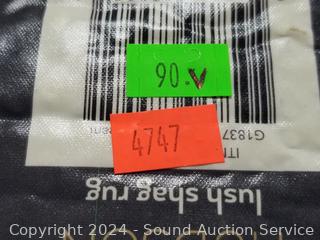 90.V
4747
G1837
lush shag rug
Copyright 2024 - Sound Auction Service